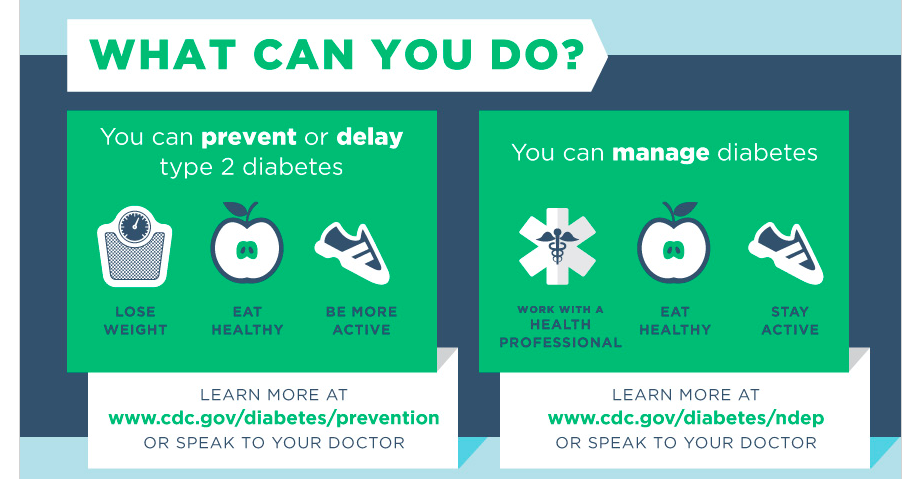 WHAT CAN YOU DO?
You can prevent or delay
type 2 diabetes
LOSE
WEIGHT
EAT
HEALTHY
BE MORE
ACTIVE
LEARN MORE AT
www.cdc.gov/diabetes/prevention
OR SPEAK TO YOUR DOCTOR
You can manage diabetes
WORK WITH A
HEALTH
PROFESSIONAL
EAT
HEALTHY
STAY
ACTIVE
LEARN MORE AT
www.cdc.gov/diabetes/ndep
OR SPEAK TO YOUR DOCTOR